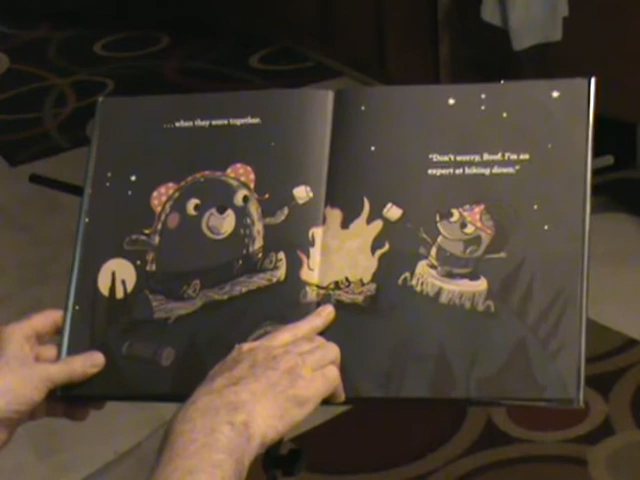 . . . when they were together.
"Don't worry, Boof. I'm an
expert at hiking down."